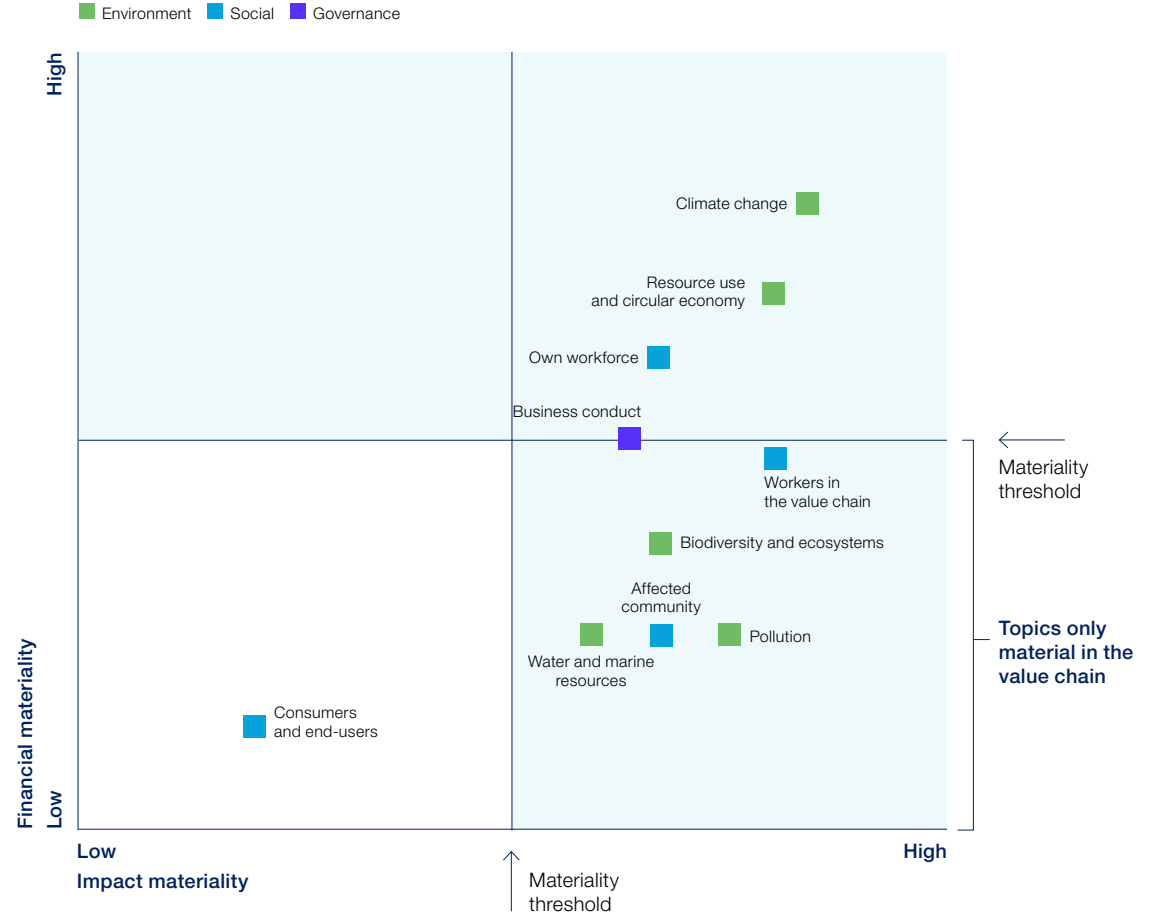 Environment
Social
Governance
High
Climate change
Resource use
and circular economy
Own workforce
Business conduct
Workers in
the value chain
Materiality
threshold
Biodiversity and ecosystems
Affected
community
Pollution
Water and marine
resources
Topics only
material in the
value chain
Consumers
and end-users
Financial materiality
Low
Low
High
Impact materiality
Materiality
threshold